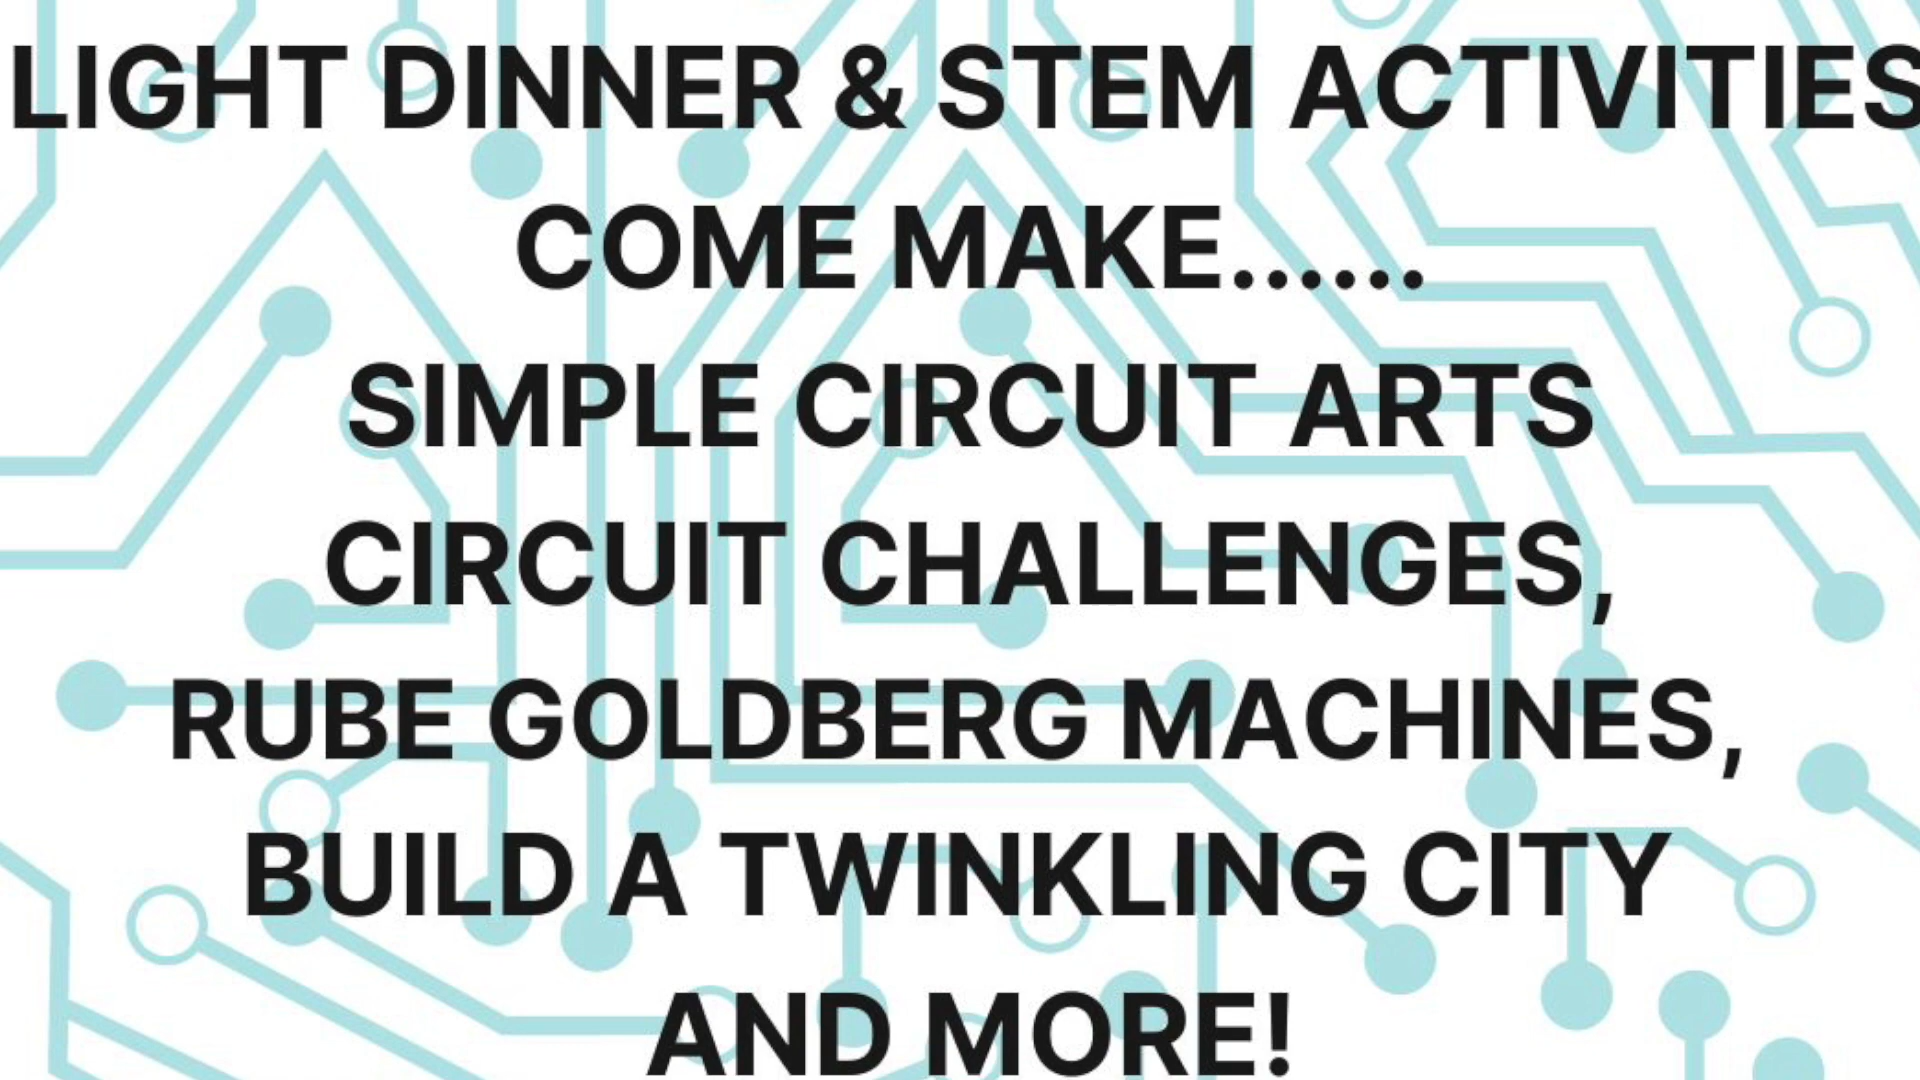 LIGHT DINNER & STEM ACTIVITIES
COME MAKE......
SIMPLE CIRCUIT ARTS
CIRCUIT CHALLENGES,
RUBE GOLDBERG MACHINES,
BUILD A TWINKLING CITY
AND MORE!